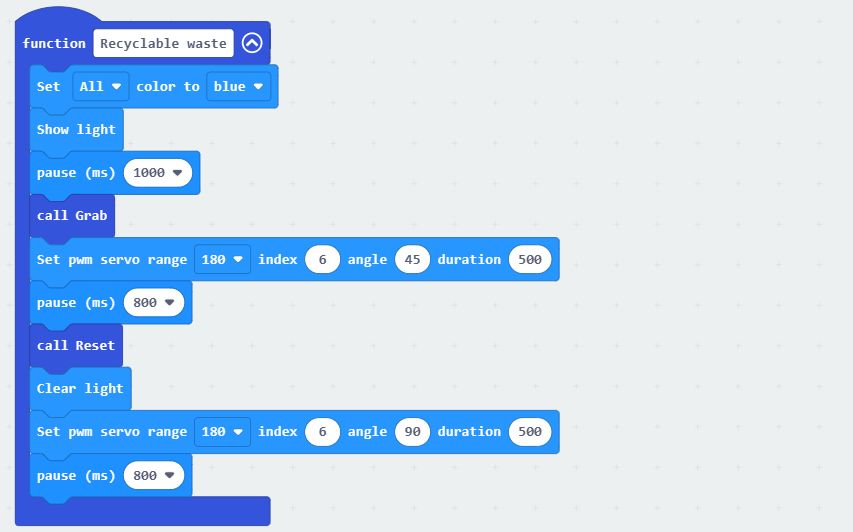 function Recyclable waste
Set All color to blue
Show light
pause (ms) 1000
call Grab
Set pwm servo range 180 index 6 angle 45 duration 500
pause (ms) 800
call Reset
Clear light
Set pwm servo range 180 index 6 angle 90 duration 500
pause (ms) 800